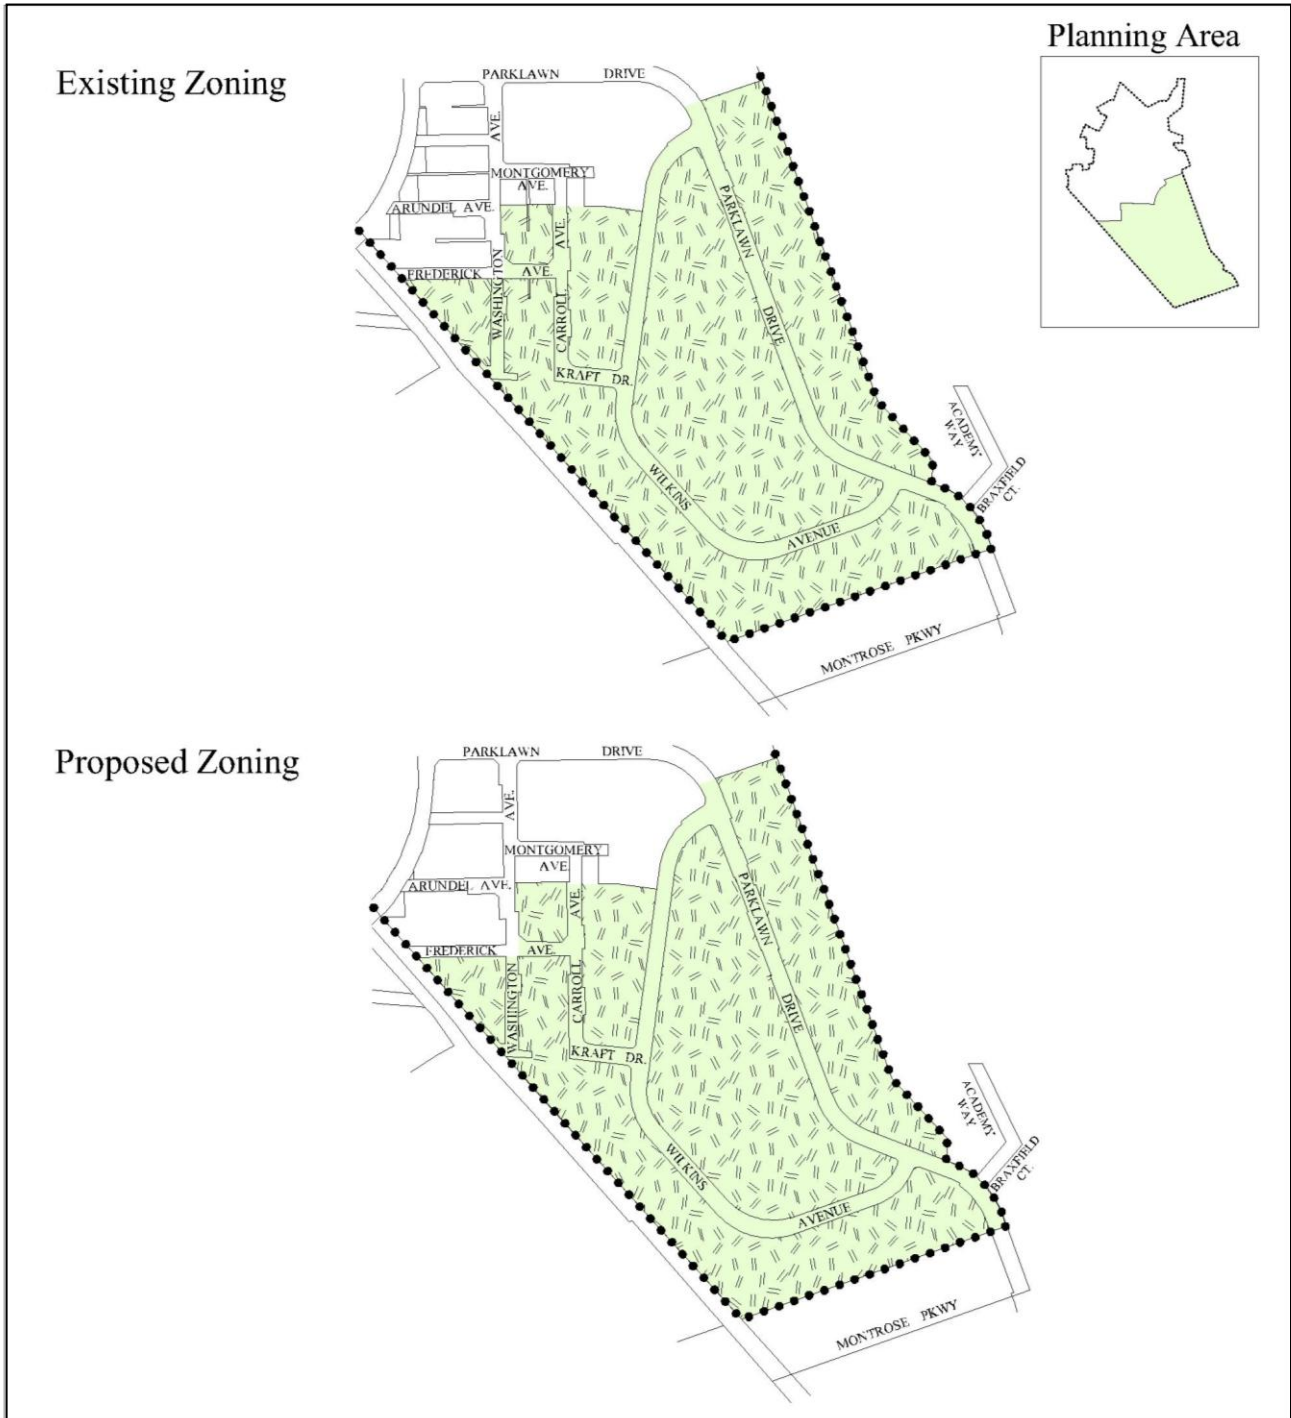 Planning Area
Existing Zoning
PARKLAWN DRIVE
AVE.
MONTGOMERY
AVE.
ARUNDEL AVE.
AVE.
PARKLAWN
FREDERICK AVE.
WASHINGTON
CARROLL
DRIVE
KRAFT DR.
ACADEMY
WAY
BRAXFIELD
CT.
WILKINS
AVENUE
MONTROSE PKWY
Proposed Zoning
PARKLAWN DRIVE
AVE.
MONTGOMERY
AVE.
ARUNDEL AVE.
AVE.
PARKLAWN
FREDERICK AVE.
WASHINGTON
CARROLL
DRIVE
KRAFT DR.
ACADEMY
WAY
BRAXFIELD
CT.
WILKINS
AVENUE
MONTROSE PKWY